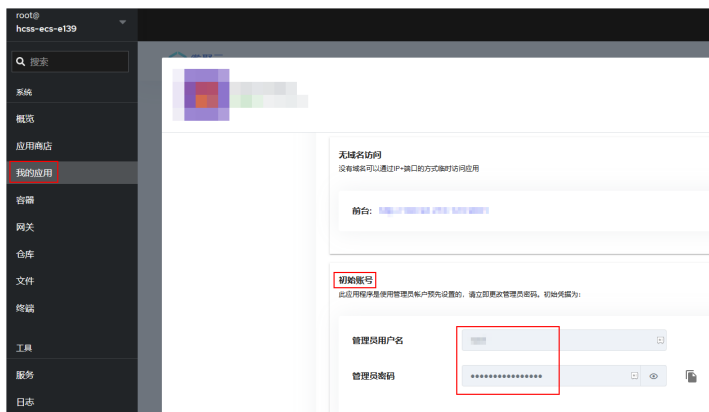 root@
hcss-ecs-e139
搜索
系统
概览
应用商店
我的应用
容器
网关
仓库
文件
终端
工具
服务
日志
无域名访问
没有域名可以通过IP+端口的方式临时访问应用
前台:
初始账号
此应用程序是使用管理员帐户预先设置的，请立即更改管理员密码。初始凭据为:
管理员用户名
管理员密码
••••••••••••••••